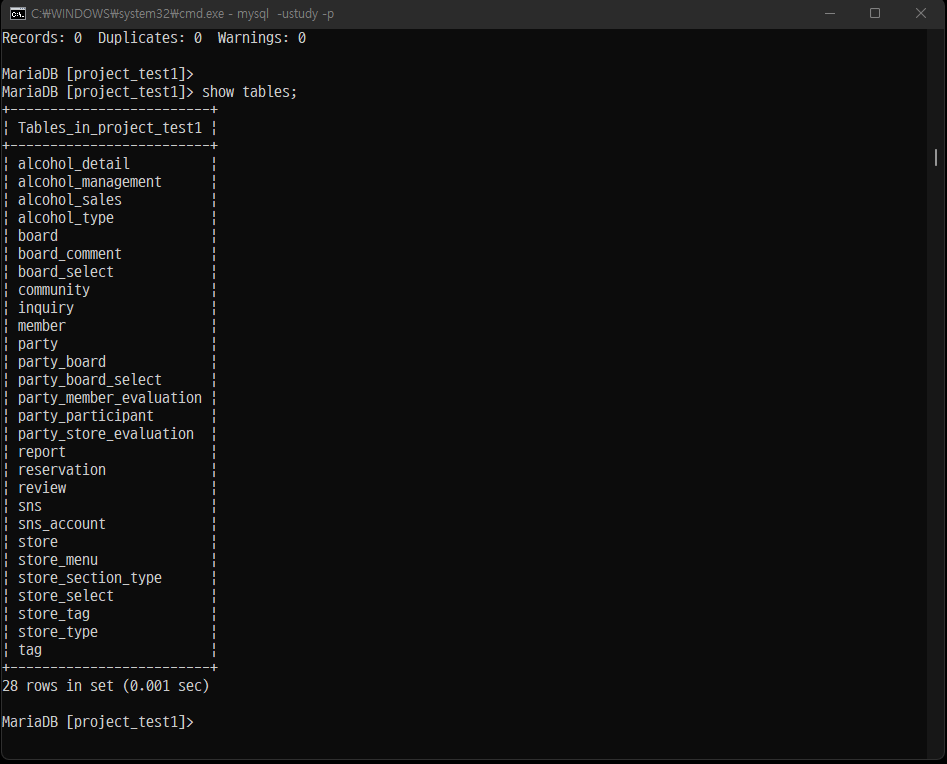 C:₩WINDOWS₩system32₩cmd.exe - mysql  -ustudy -p
Records: 0  Duplicates: 0  Warnings: 0
MariaDB [project_test1]>
MariaDB [project_test1]> show tables;
+-------------------------+
¦ Tables_in_project_test1 ¦
+-------------------------+
¦ alcohol_detail          ¦
¦ alcohol_management      ¦
¦ alcohol_sales           ¦
¦ alcohol_type            ¦
¦ board                   ¦
¦ board_comment           ¦
¦ board_select            ¦
¦ community               ¦
¦ inquiry                 ¦
¦ member                  ¦
¦ party                   ¦
¦ party_board             ¦
¦ party_board_select      ¦
¦ party_member_evaluation ¦
¦ party_participant       ¦
¦ party_store_evaluation  ¦
¦ report                  ¦
¦ reservation             ¦
¦ review                  ¦
¦ sns                     ¦
¦ sns_account             ¦
¦ store                   ¦
¦ store_menu              ¦
¦ store_section_type      ¦
¦ store_select            ¦
¦ store_tag               ¦
¦ store_type              ¦
¦ tag                     ¦
+-------------------------+
28 rows in set (0.001 sec)
MariaDB [project_test1]>